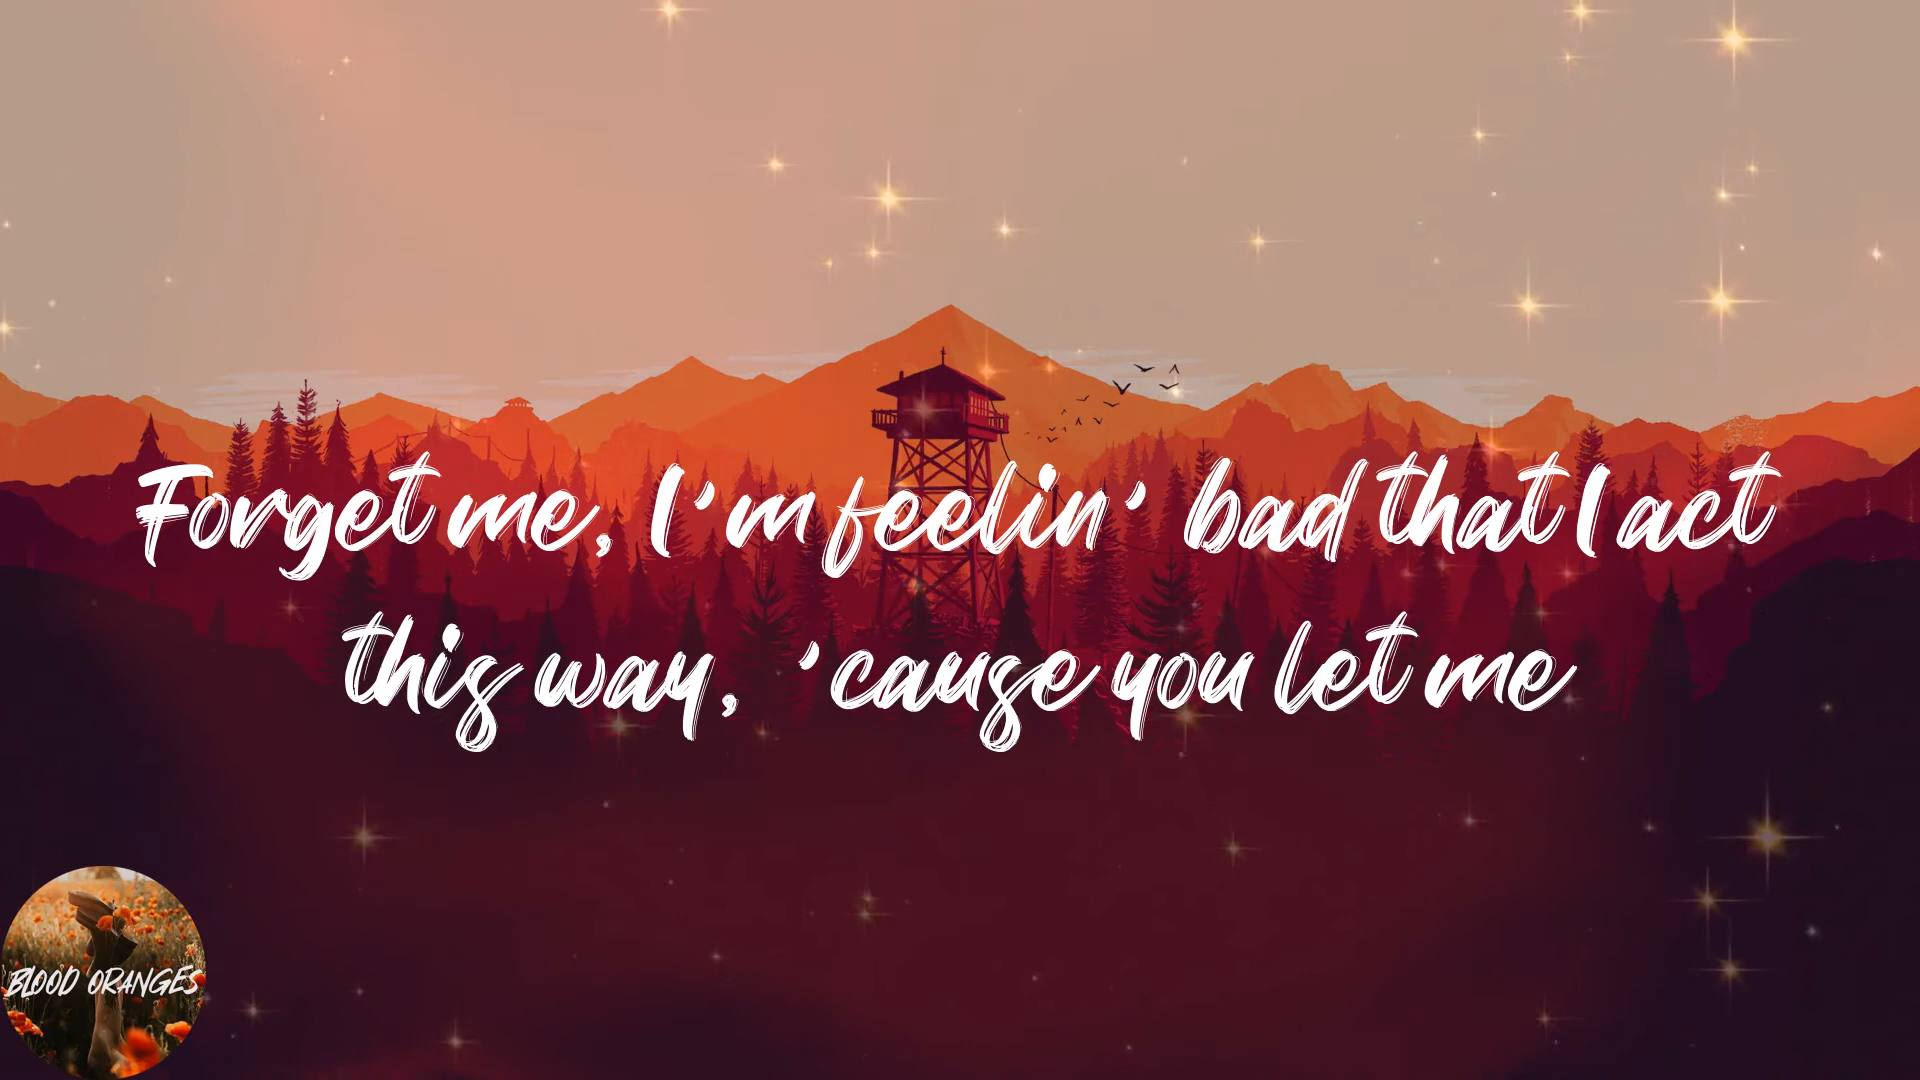 Forget me, I'm feelin' bad that I act
this way, 'cause you let me
BLOOD ORANGES